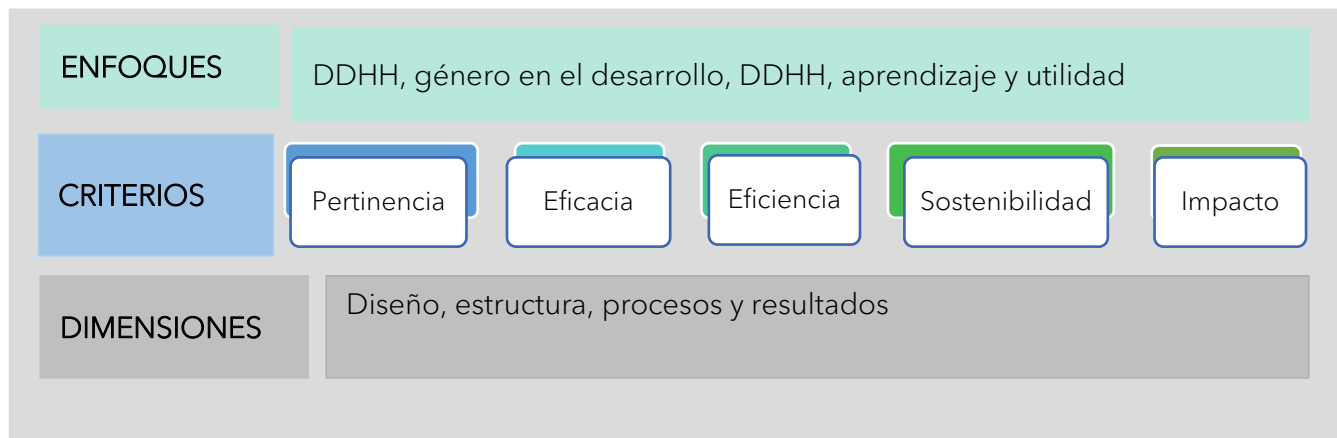 ENFOQUES
DDHH, género en el desarrollo, DDHH, aprendizaje y utilidad
CRITERIOS
Pertinencia
Eficacia
Eficiencia
Sostenibilidad
Impacto
DIMENSIONES
Diseño, estructura, procesos y resultados